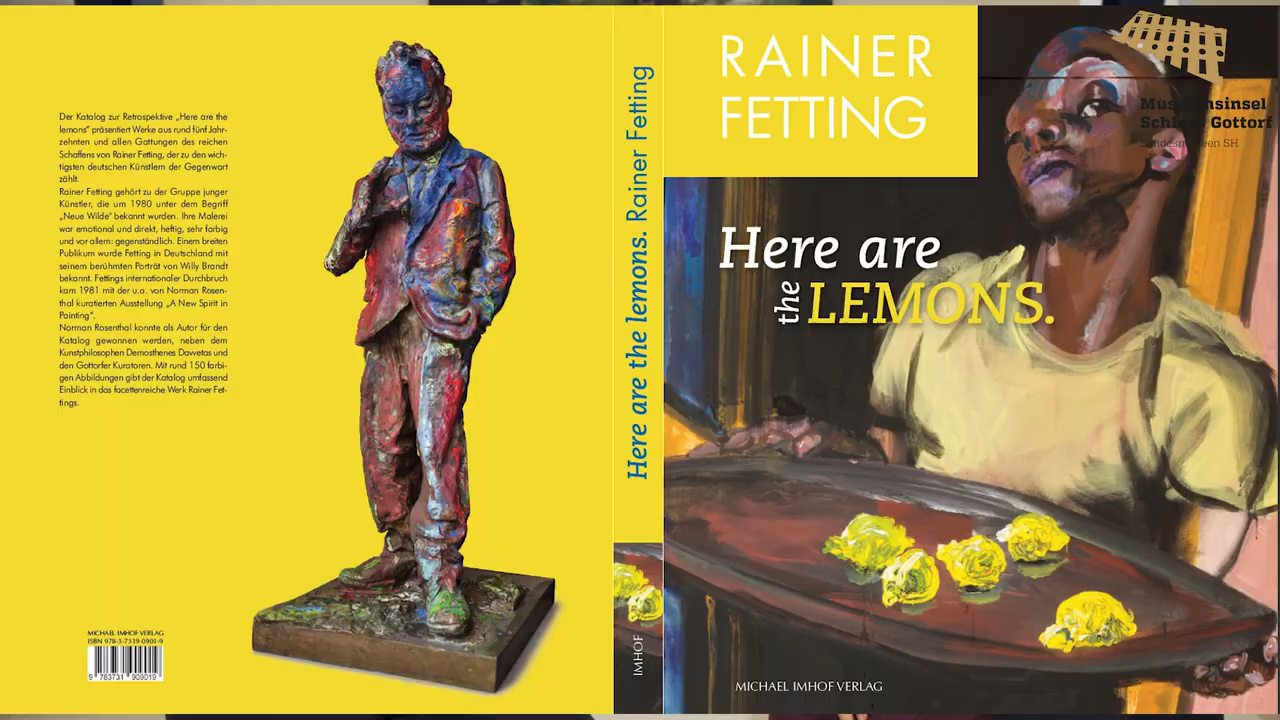 Der Katalog zur Retrospektive „Here are the
lemons“ präsentiert Werke aus rund fünf Jahr-
zehnten und allen Gattungen des reichen
Schaffens von Rainer Fetting, der zu den wich-
tigsten deutschen Künstlern der Gegenwart
zählt.
Rainer Fetting gehört zu der Gruppe junger
Künstler, die um 1980 unter dem Begriff
„Neue Wilde“ bekannt wurden. Ihre Malerei
war emotional und direkt, heftig, sehr farbig
und vor allem: gegenständlich. Einem breiten
Publikum wurde Fetting in Deutschland mit
seinem berühmten Porträt von Willy Brandt
bekannt. Fettings internationaler Durchbruch
kam 1981 mit der u.a. von Norman Rosen-
thal kuratierten Ausstellung „A New Spirit in
Painting“.
Norman Rosenthal konnte als Autor für den
Katalog gewonnen werden, neben dem
Kunstphilosophen Demosthenes Davvetas und
den Gottorfer Kuratoren. Mit rund 150 farbi-
gen Abbildungen gibt der Katalog umfassend
Einblick in das facettenreiche Werk Rainer Fet-
tings.
MICHAEL IMHOF VERLAG
ISBN 978-3-7319-0901-9
9 783731 909019
Here are the lemons. Rainer Fetting
IMHOF
RAINER
FETTING
Here are
the LEMONS.
MICHAEL IMHOF VERLAG
Museumsinsel
Schloss Gottorf
Landesmuseen SH